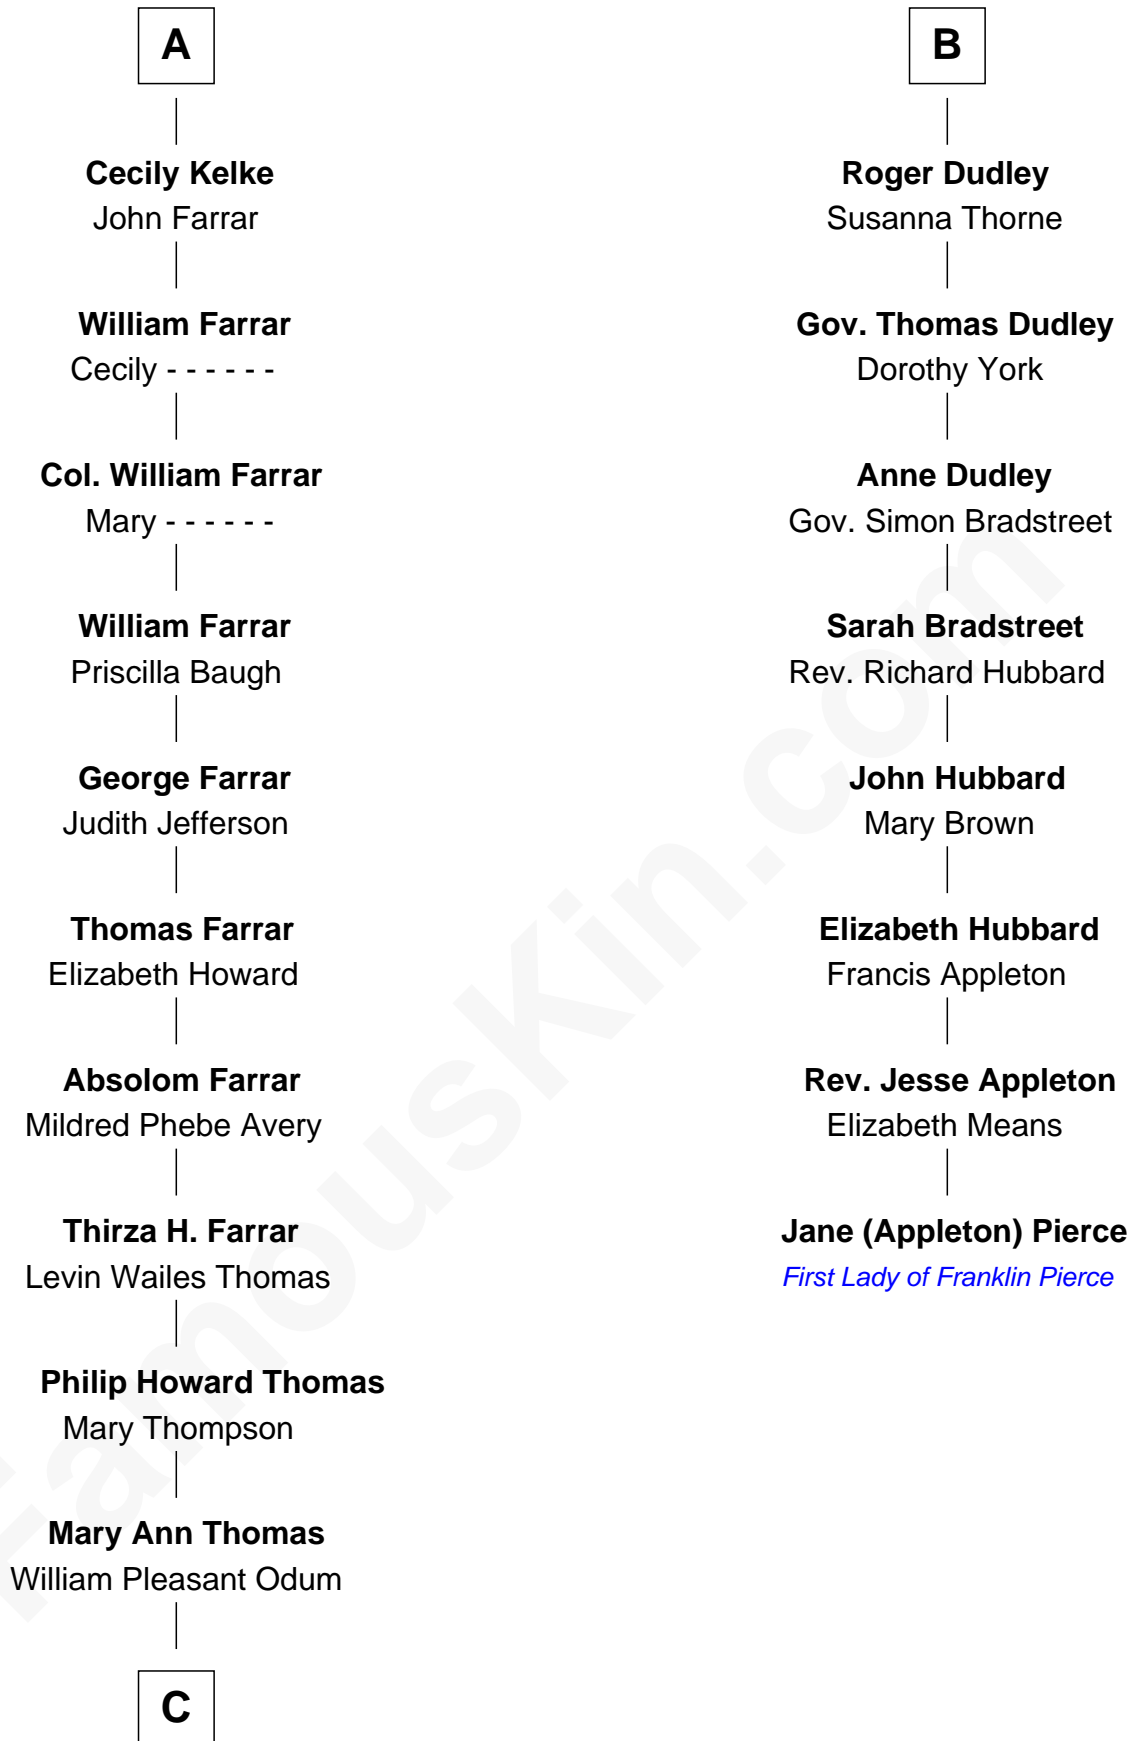 A
Cecily Kelke
John Farrar
William Farrar
Cecily - - - - - -
Col. William Farrar
Mary - - - - - -
William Farrar
Priscilla Baugh
George Farrar
Judith Jefferson
Thomas Farrar
Elizabeth Howard
Absolom Farrar
Mildred Phebe Avery
Thirza H. Farrar
Levin Wailes Thomas
Philip Howard Thomas
Mary Thompson
Mary Ann Thomas
William Pleasant Odum
C
B
Roger Dudley
Susanna Thorne
Gov. Thomas Dudley
Dorothy York
Anne Dudley
Gov. Simon Bradstreet
Sarah Bradstreet
Rev. Richard Hubbard
John Hubbard
Mary Brown
Elizabeth Hubbard
Francis Appleton
Rev. Jesse Appleton
Elizabeth Means
Jane (Appleton) Pierce
First Lady of Franklin Pierce
FamousKin.com